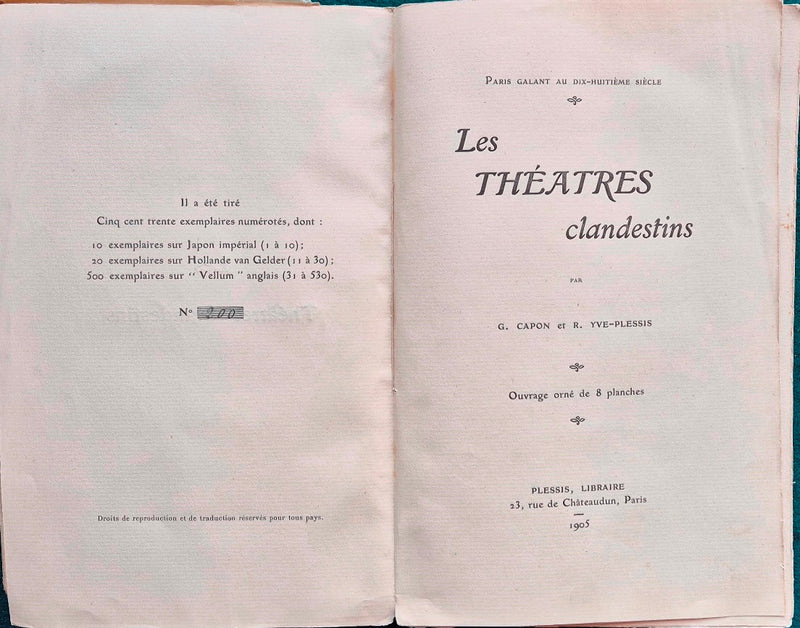 Il a été tiré
Cinq cent trente exemplaires numérotés, dont :
10 exemplaires sur Japon impérial (1 à 10);
20 exemplaires sur Hollande van Gelder (11 à 30);
500 exemplaires sur “ Vellum ” anglais (31 à 530).
Nº 200
Droits de reproduction et de traduction réservés pour tous pays.
Paris galant au dix-huitième siècle
Les
THÉATRES
clandestins
PAR
G. CAPON et R. YVE-PLESSIS
Ouvrage orné de 8 planches
PLESSIS, LIBRAIRE
23, rue de Châteaudun, Paris
1905